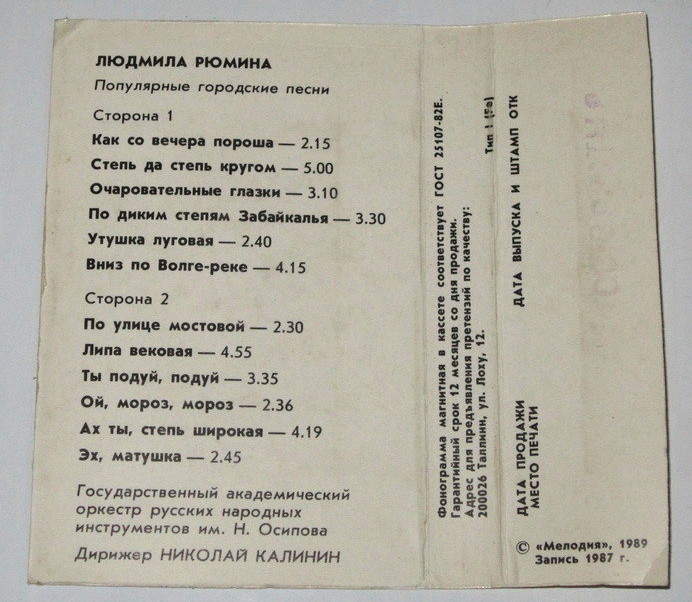 ЛЮДМИЛА РЮМИНА
Популярные городские песни
Сторона 1
Как со вечера пороша — 2.15
Степь да степь кругом — 5.00
Очаровательные глазки — 3.10
По диким степям Забайкалья — 3.30
Утушка луговая — 2.40
Вниз по Волге-реке — 4.15
Сторона 2
По улице мостовой — 2.30
Липа вековая — 4.55
Ты подуй, подуй — 3.35
Ой, мороз, мороз — 2.36
Ах ты, степь широкая — 4.19
Эх, матушка — 2.45
Государственный академический
оркестр русских народных
инструментов им. Н. Осипова
Дирижер НИКОЛАЙ КАЛИНИН
Фонограмма магнитная в кассете соответствует ГОСТ 25107-82Е.
Гарантийный срок 12 месяцев со дня продажи.
Адрес для предъявления претензий по качеству:
200026 Таллинн, ул. Лоху, 12.
Тип I (Fe)
ДАТА ВЫПУСКА И ШТАМП ОТК
ДАТА ПРОДАЖИ
МЕСТО ПЕЧАТИ
© «Мелодия», 1989
Запись 1987 г.